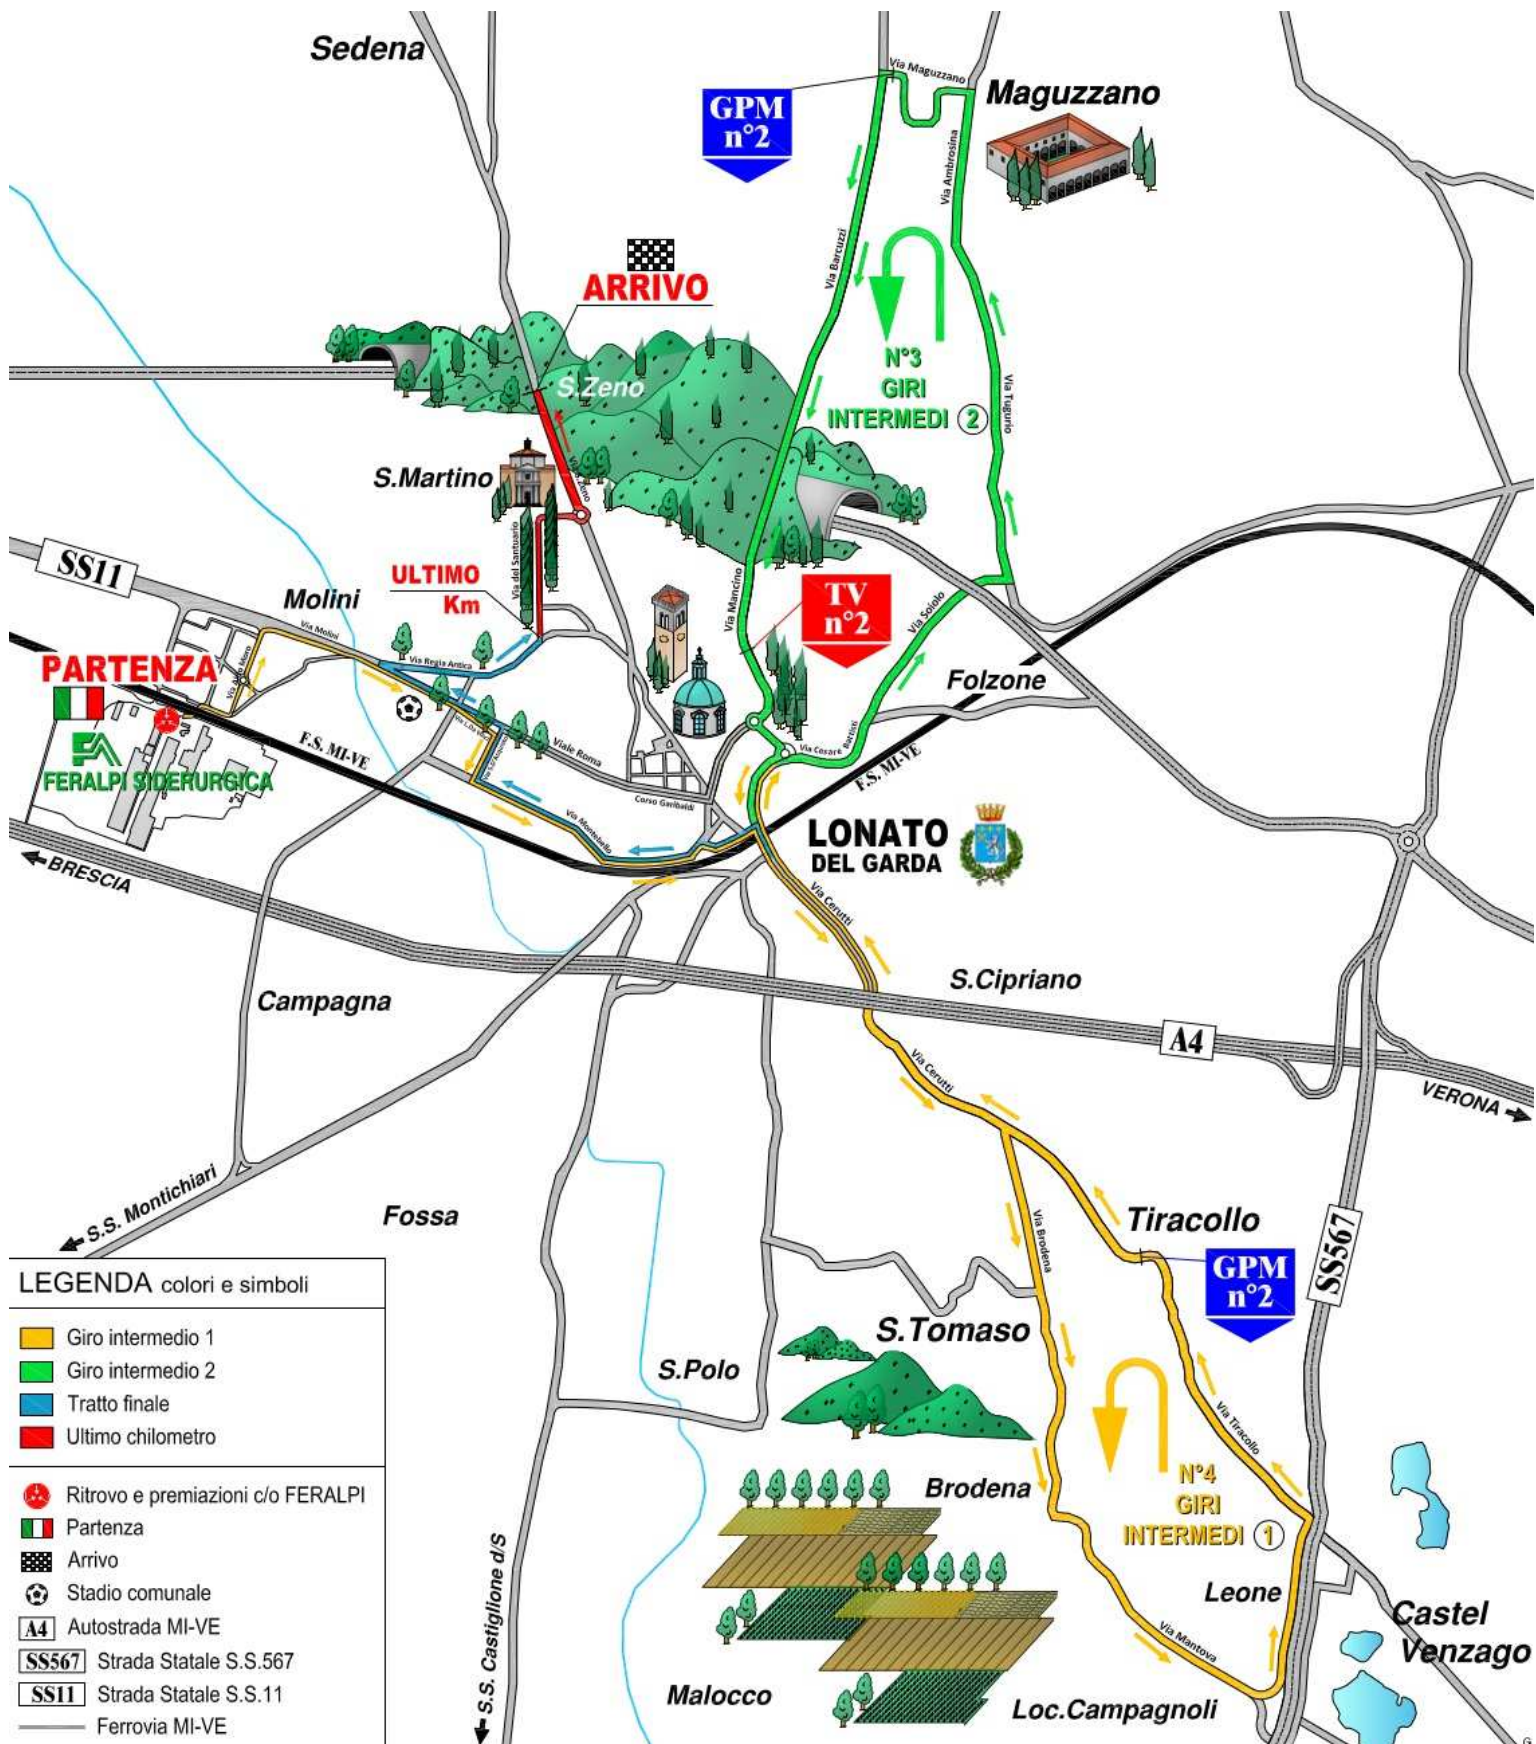 Sedena
Via Maguzzano
Maguzzano
GPM
n°2
Via Ambrosina
Via Barcuzzi
ARRIVO
N°3
GIRI
INTERMEDI 2
Via Tugurio
S.Zeno
Via S.Zeno
S.Martino
Via del Santuario
SS11
ULTIMO
Km
Molini
Via Molini
Via Mancino
TV
n°2
Via Soiolo
PARTENZA
Via Aldo Moro
Via Regia Antica
Folzone
F.S. MI-VE
Viale Roma
Via Cesare Battisti
F.S. MI-VE
FERALPI SIDERURGICA
Corso Garibaldi
Via Montebello
LONATO
DEL GARDA
BRESCIA
Via Cerutti
S.Cipriano
Campagna
A4
Via Cerutti
VERONA
S.S. Montichiari
Fossa
Via Brodena
Tiracollo
SS567
GPM
n°2
S.Tomaso
S.Polo
Via Tiracollo
Brodena
N°4
GIRI
INTERMEDI 1
Leone
Castel
Venzago
Via Mantova
S.S. Castiglione d/S
Malocco
Loc.Campagnoli
LEGENDA colori e simboli
Giro intermedio 1
Giro intermedio 2
Tratto finale
Ultimo chilometro
Ritrovo e premiazioni c/o FERALPI
Partenza
Arrivo
Stadio comunale
A4 Autostrada MI-VE
SS567 Strada Statale S.S.567
SS11 Strada Statale S.S.11
Ferrovia MI-VE